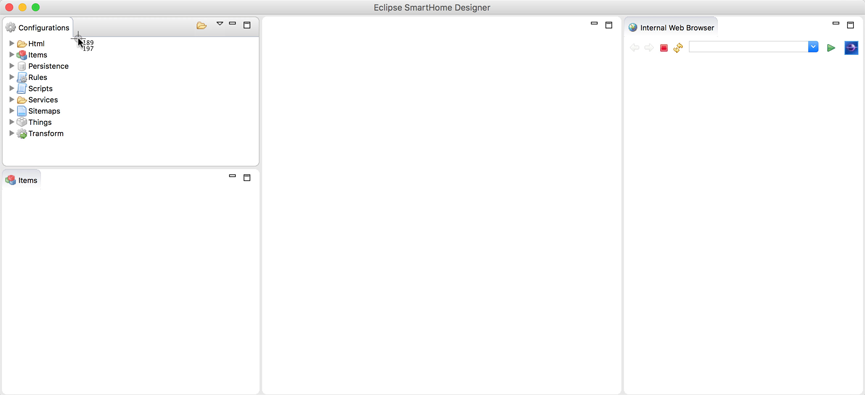 Eclipse SmartHome Designer
Configurations
189
197
Html
Items
Persistence
Rules
Scripts
Services
Sitemaps
Things
Transform
Items
Internal Web Browser